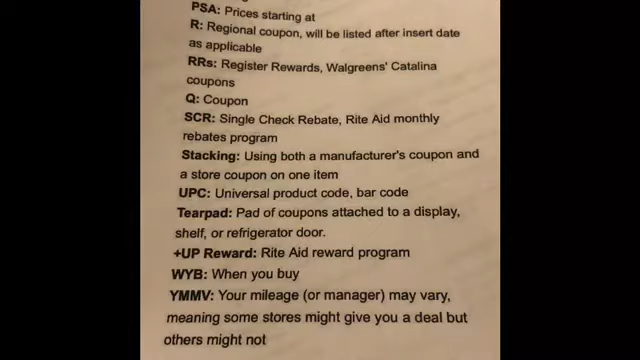 PSA: Prices starting at
R: Regional coupon, will be listed after insert date
as applicable
RRs: Register Rewards, Walgreens' Catalina
coupons
Q: Coupon
SCR: Single Check Rebate, Rite Aid monthly
rebates program
Stacking: Using both a manufacturer's coupon and
a store coupon on one item
UPC: Universal product code, bar code
Tearpad: Pad of coupons attached to a display,
shelf, or refrigerator door.
+UP Reward: Rite Aid reward program
WYB: When you buy
YMMV: Your mileage (or manager) may vary,
meaning some stores might give you a deal but
others might not